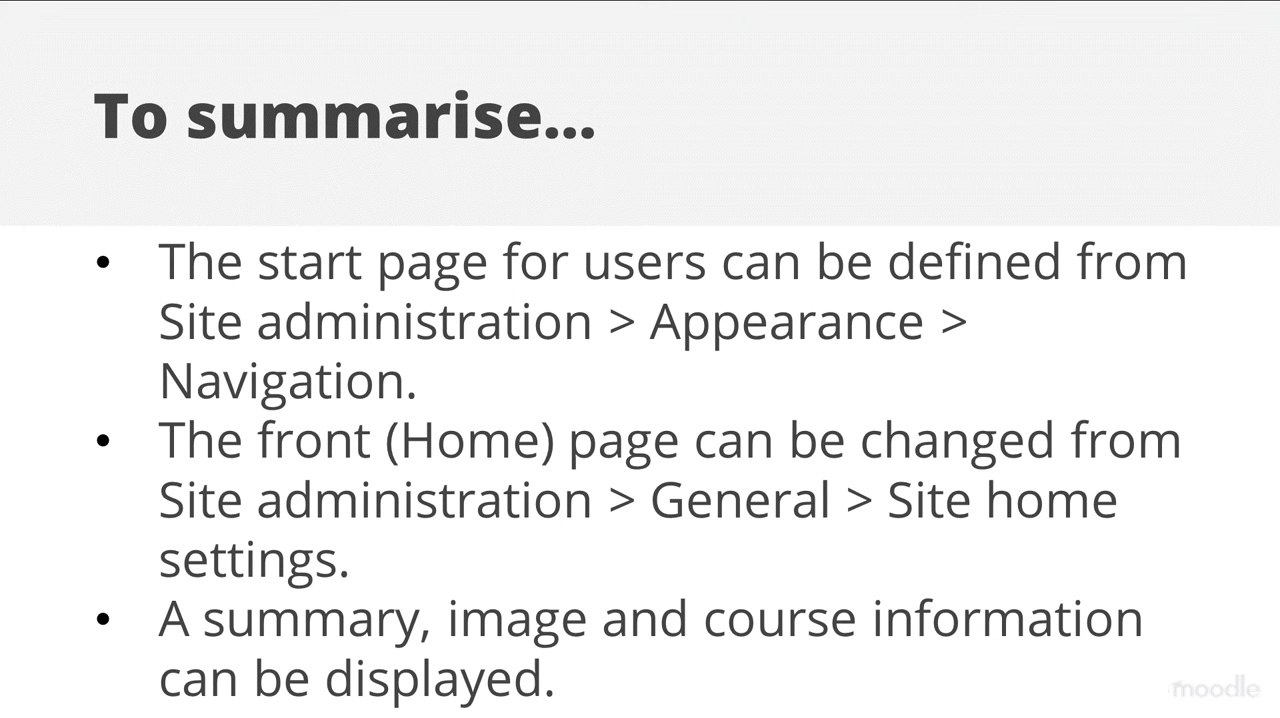 To summarise...
• The start page for users can be defined from
Site administration > Appearance >
Navigation.
• The front (Home) page can be changed from
Site administration > General > Site home
settings.
• A summary, image and course information
can be displayed.
moodle